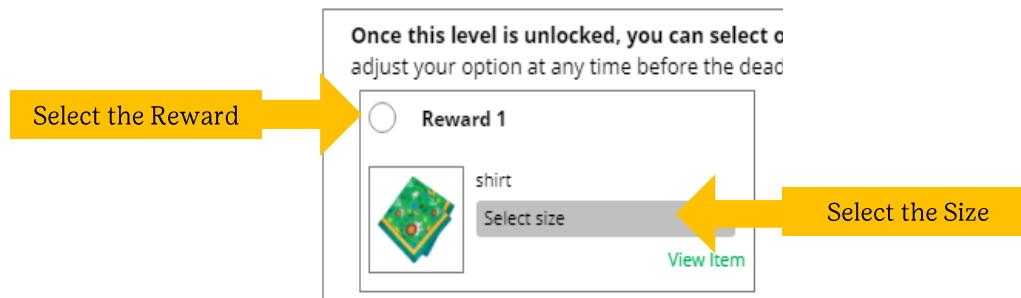 Once this level is unlocked, you can select
adjust your option at any time before the
Select the Reward
Reward 1
shirt
Select size
Select the Size
View Item